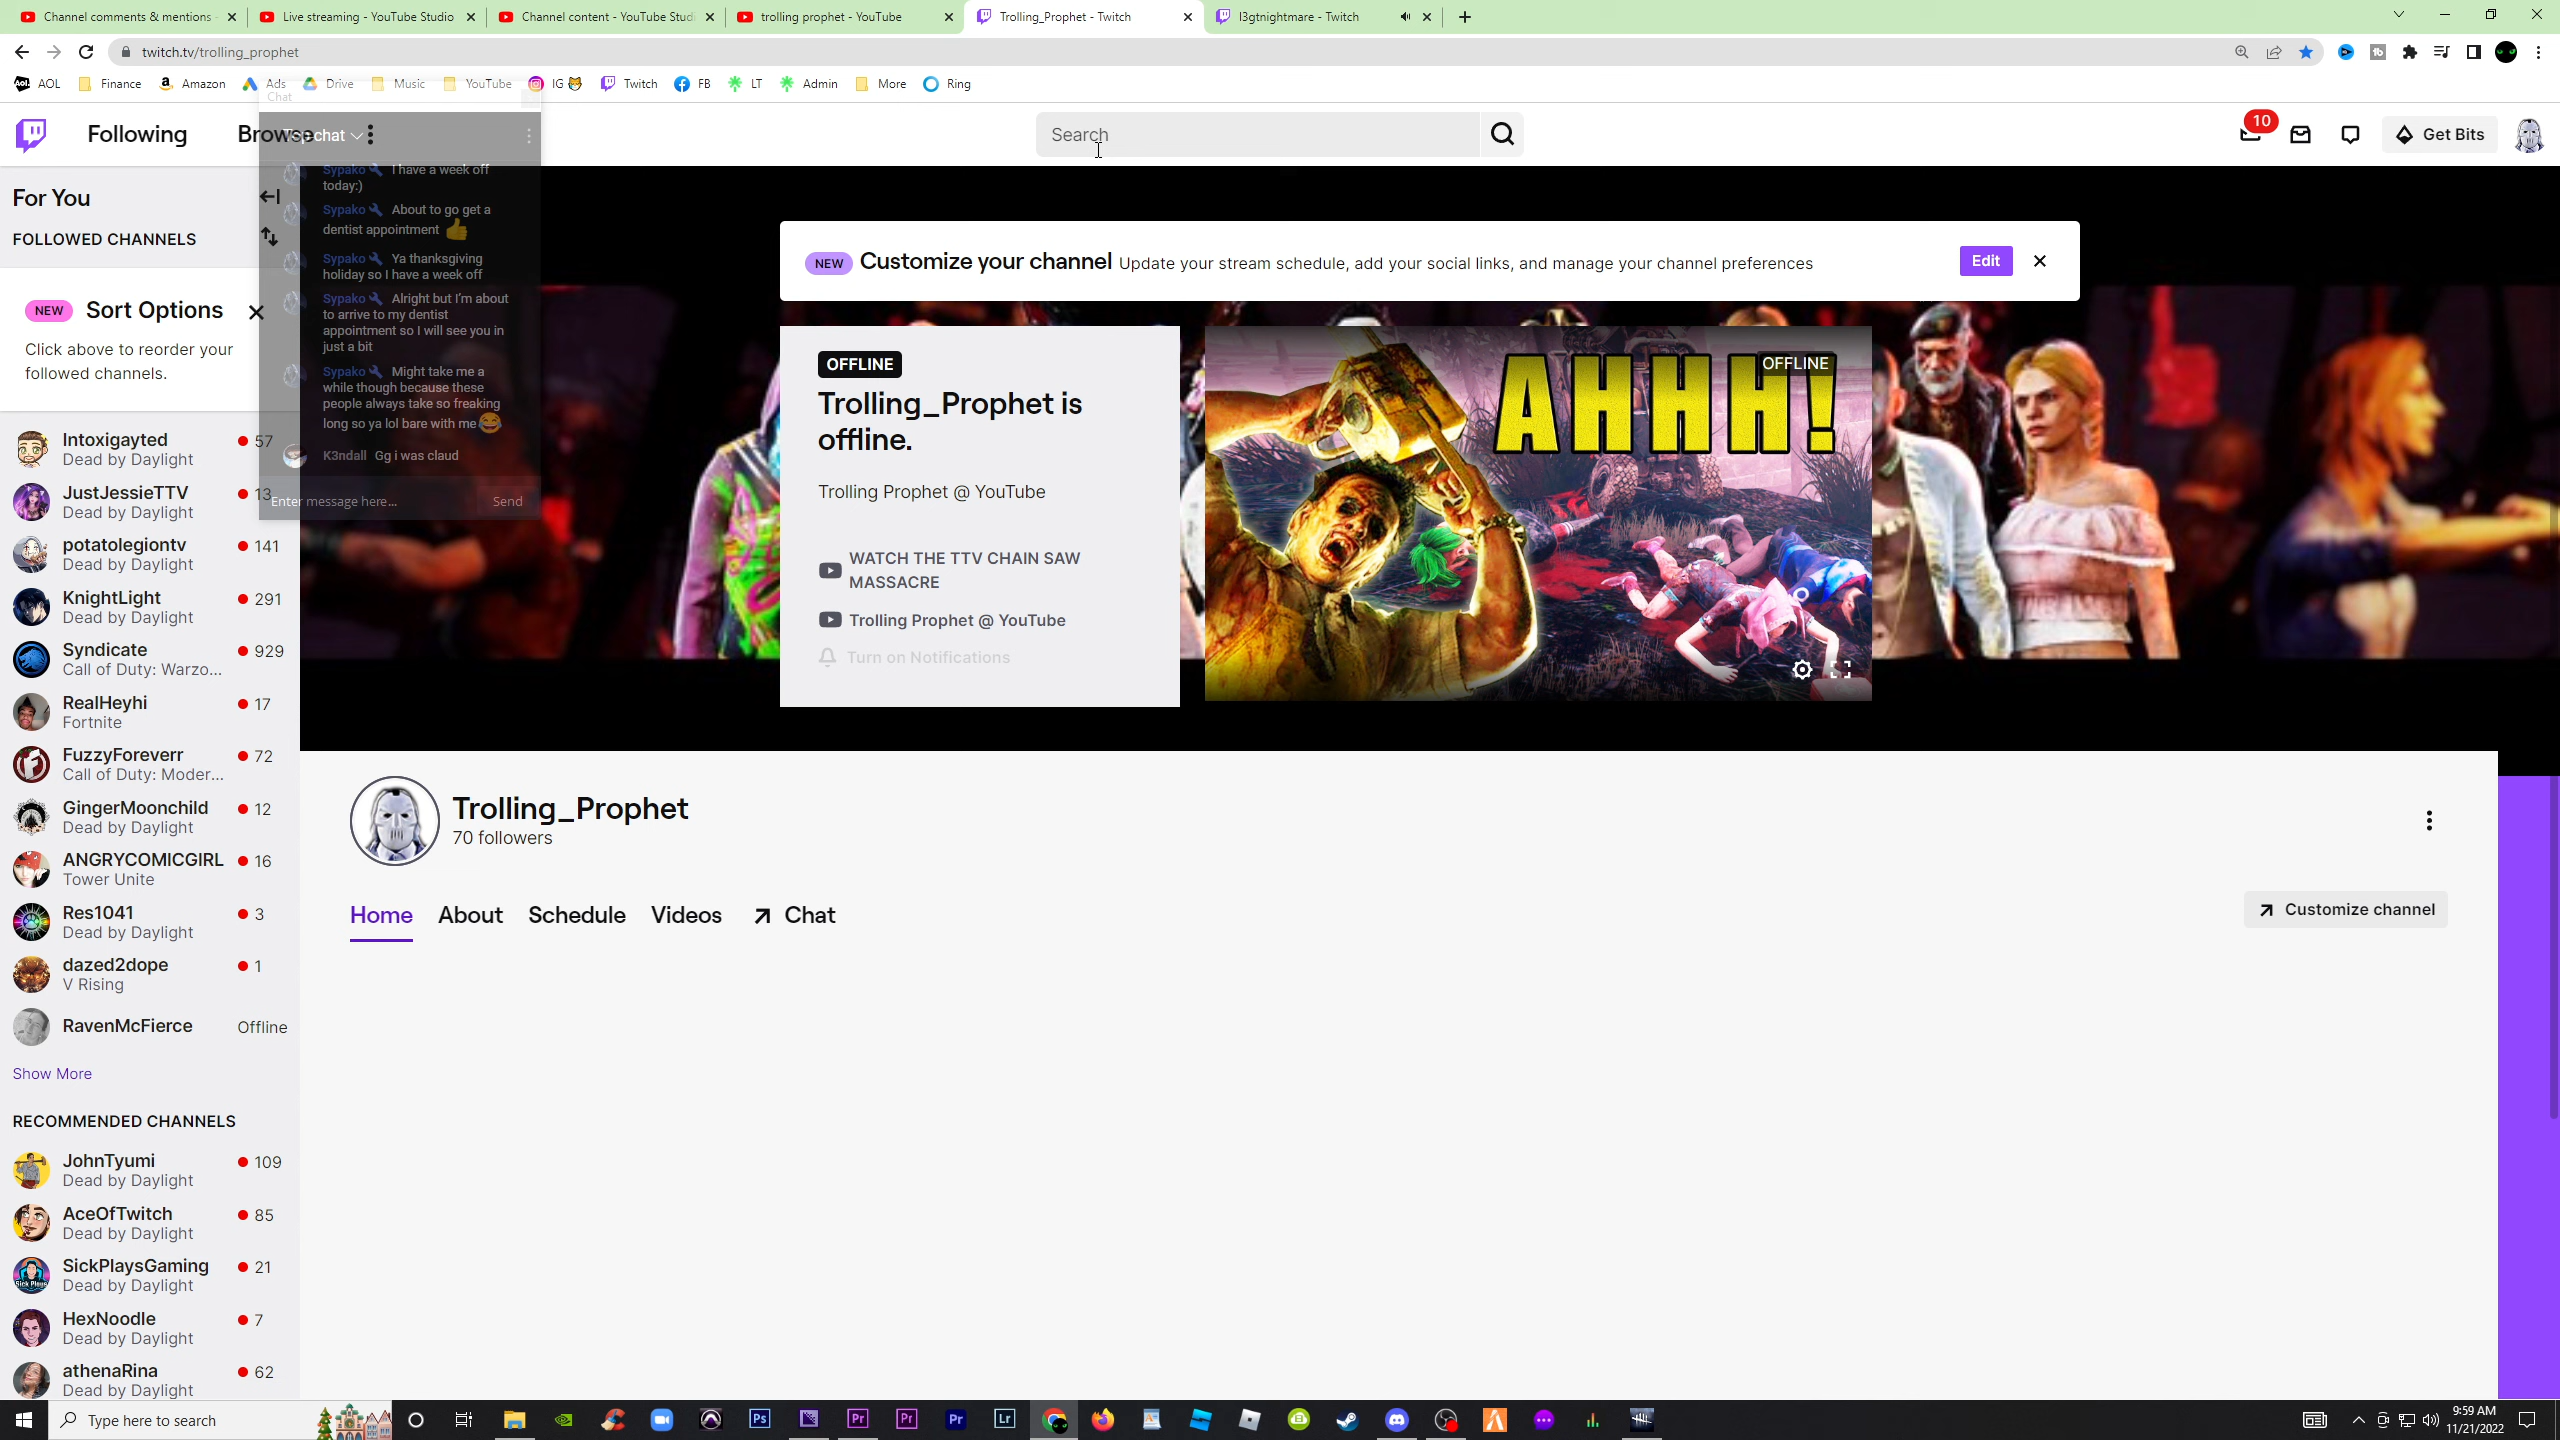 Channel comments & mentions
Live streaming - YouTube Studio
Channel content - YouTube Studi
trolling prophet - YouTube
Trolling_Prophet - Twitch
l3gtnightmare - Twitch
twitch.tv/trolling_prophet
AOL
Finance
Amazon
Ads
Drive
Music
YouTube
IG
Twitch
FB
LT
Admin
More
Ring
Chat
Following
Browse
chat
Search
10
Get Bits
For You
FOLLOWED CHANNELS
NEW Sort Options
Click above to reorder your
followed channels.
Sypako I have a week off
today:)
Sypako About to go get a
dentist appointment
Sypako Ya thanksgiving
holiday so I have a week off
Sypako Alright but I'm about
to arrive to my dentist
appointment so I will see you in
just a bit
Sypako Might take me a
while though because these
people always take so freaking
long so ya lol bare with me
K3ndall Gg i was claud
Enter message here...
Send
NEW Customize your channel Update your stream schedule, add your social links, and manage your channel preferences
Edit
OFFLINE
Trolling_Prophet is
offline.
Trolling Prophet @ YouTube
WATCH THE TTV CHAIN SAW
MASSACRE
Trolling Prophet @ YouTube
Turn on Notifications
AHHH!
OFFLINE
Intoxigayted 57
Dead by Daylight
JustJessieTTV 13
Dead by Daylight
potatolegiontv 141
Dead by Daylight
KnightLight 291
Dead by Daylight
Syndicate 929
Call of Duty: Warzo...
RealHeyhi 17
Fortnite
FuzzyForeverr 72
Call of Duty: Moder...
GingerMoonchild 12
Dead by Daylight
ANGRYCOMICGIRL 16
Tower Unite
Res1041 3
Dead by Daylight
dazed2dope 1
V Rising
RavenMcFierce Offline
Show More
RECOMMENDED CHANNELS
JohnTyumi 109
Dead by Daylight
AceOfTwitch 85
Dead by Daylight
SickPlaysGaming 21
Dead by Daylight
HexNoodle 7
Dead by Daylight
athenaRina 62
Dead by Daylight
Trolling_Prophet
70 followers
Home About Schedule Videos Chat
Customize channel
Type here to search
Ps
Pr
Pr
Pr
Lr
9:59 AM
11/21/2022